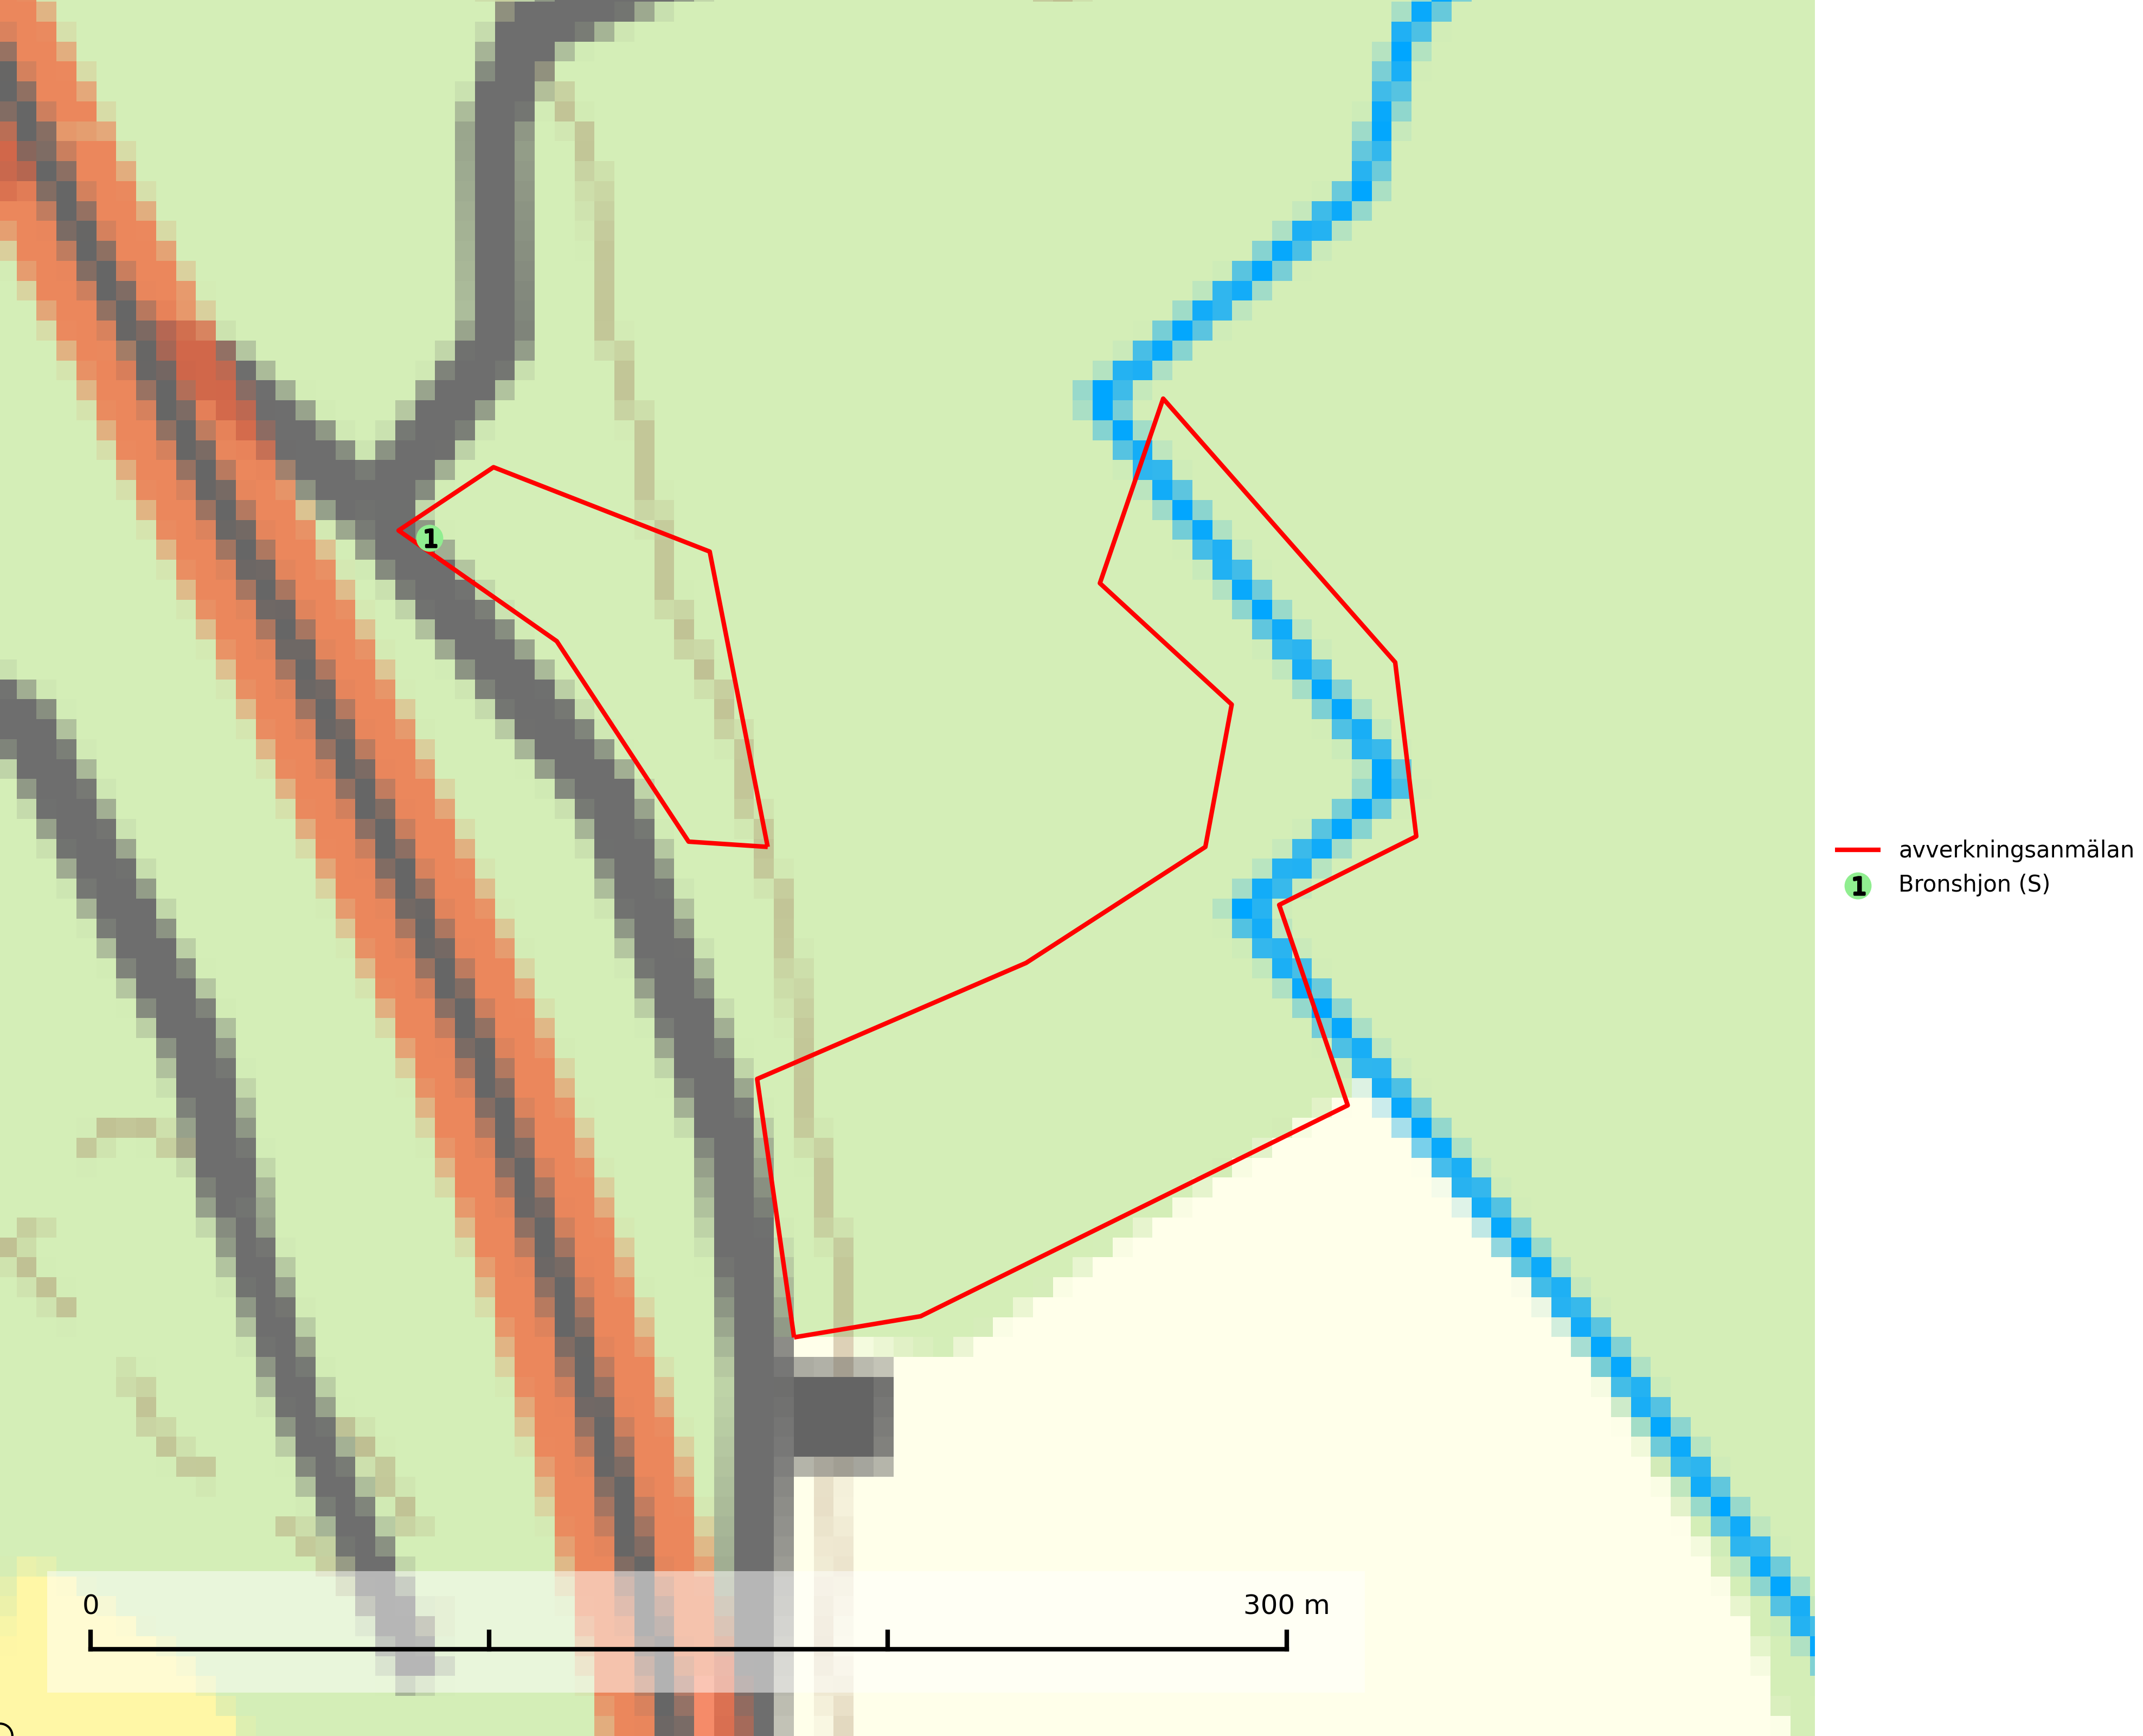 1
avverkningsanmälan
1 Bronshjon (S)
0 300 m